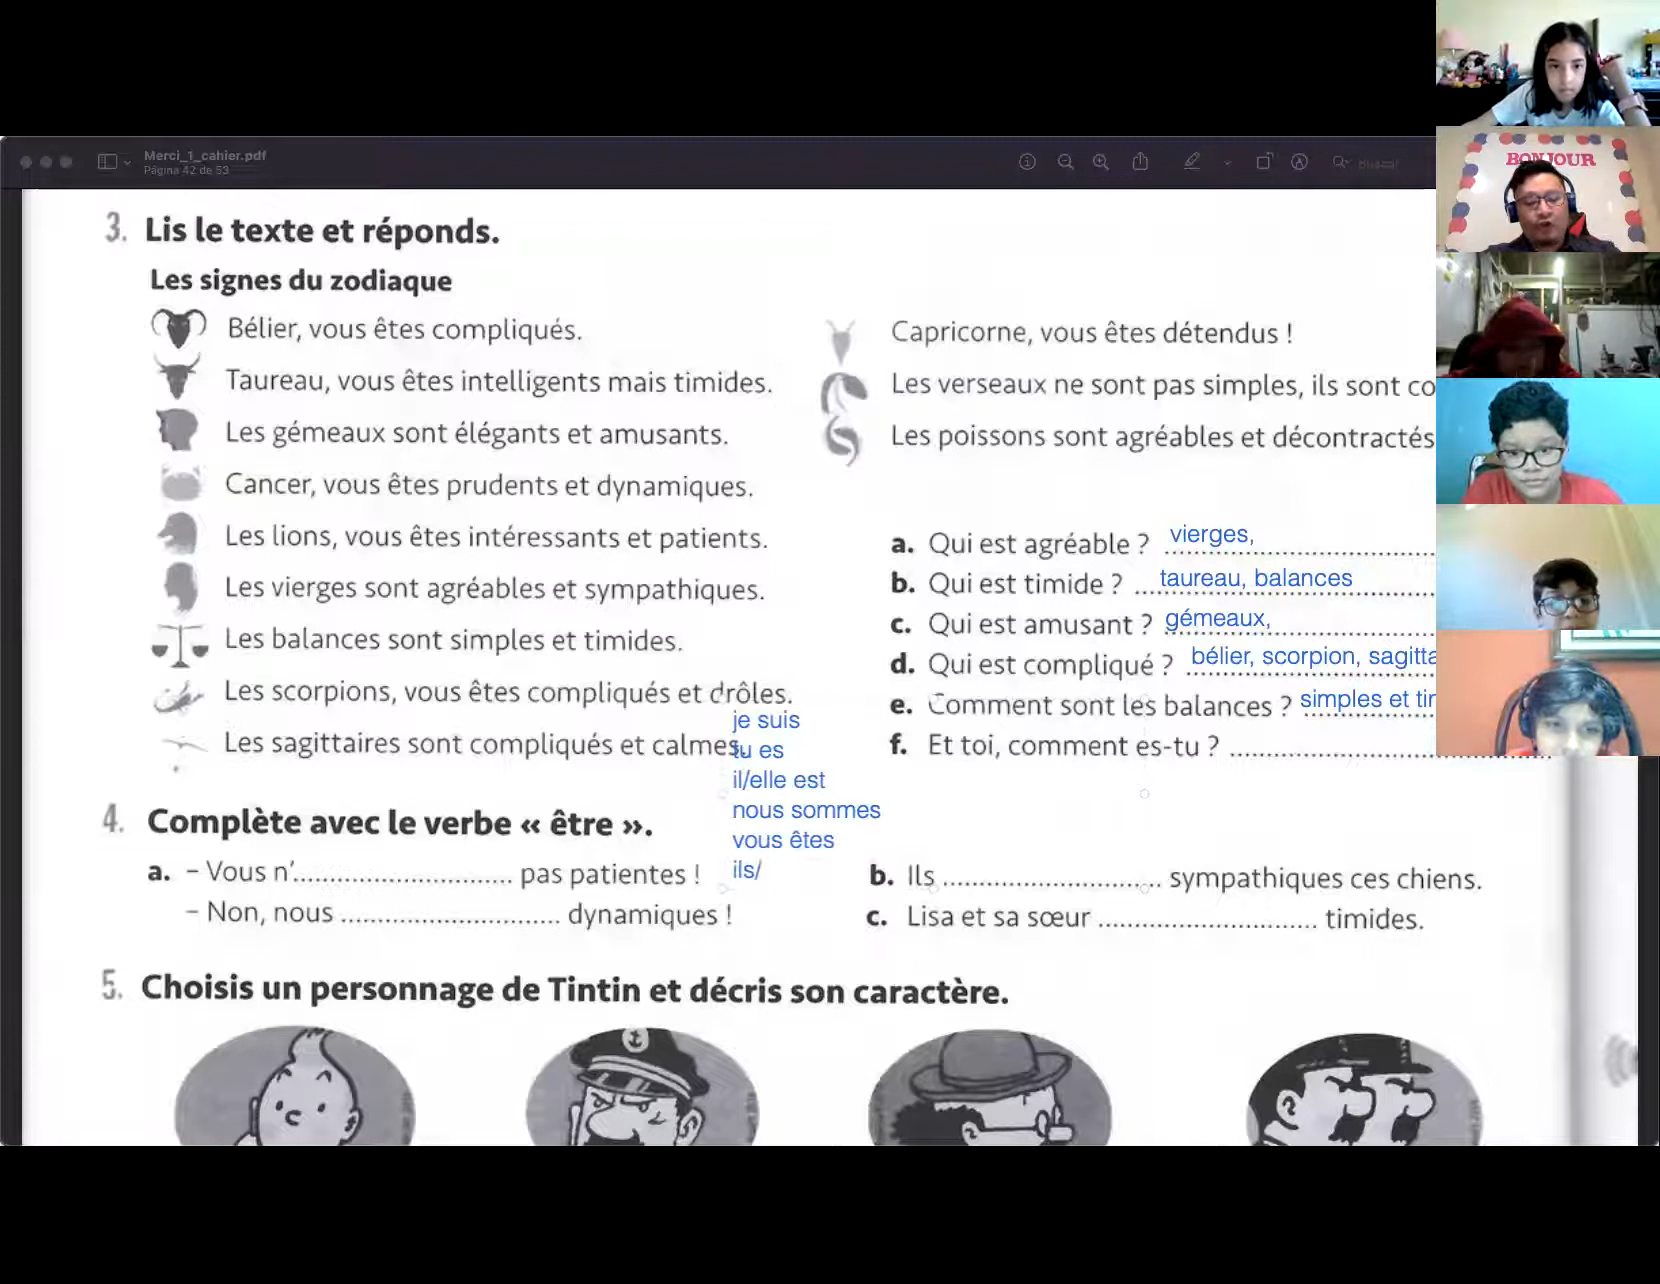 Merci_1_cahier.pdf
Página 42 de 53
Buscar
BONJOUR
3. Lis le texte et réponds.
Les signes du zodiaque
Bélier, vous êtes compliqués.
Taureau, vous êtes intelligents mais timides.
Les gémeaux sont élégants et amusants.
Cancer, vous êtes prudents et dynamiques.
Les lions, vous êtes intéressants et patients.
Les vierges sont agréables et sympathiques.
Les balances sont simples et timides.
Les scorpions, vous êtes compliqués et drôles.
Les sagittaires sont compliqués et calmes.
Capricorne, vous êtes détendus !
Les verseaux ne sont pas simples, ils sont co
Les poissons sont agréables et décontractés
a. Qui est agréable ? vierges,
b. Qui est timide ? taureau, balances
c. Qui est amusant ? gémeaux,
d. Qui est compliqué ? bélier, scorpion, sagitta
e. Comment sont les balances ? simples et tir
f. Et toi, comment es-tu ?
je suis
tu es
il/elle est
nous sommes
vous êtes
ils/
4. Complète avec le verbe « être ».
a. – Vous n'.............................. pas patientes !
– Non, nous .............................. dynamiques !
b. Ils .............................. sympathiques ces chiens.
c. Lisa et sa sœur .............................. timides.
5. Choisis un personnage de Tintin et décris son caractère.